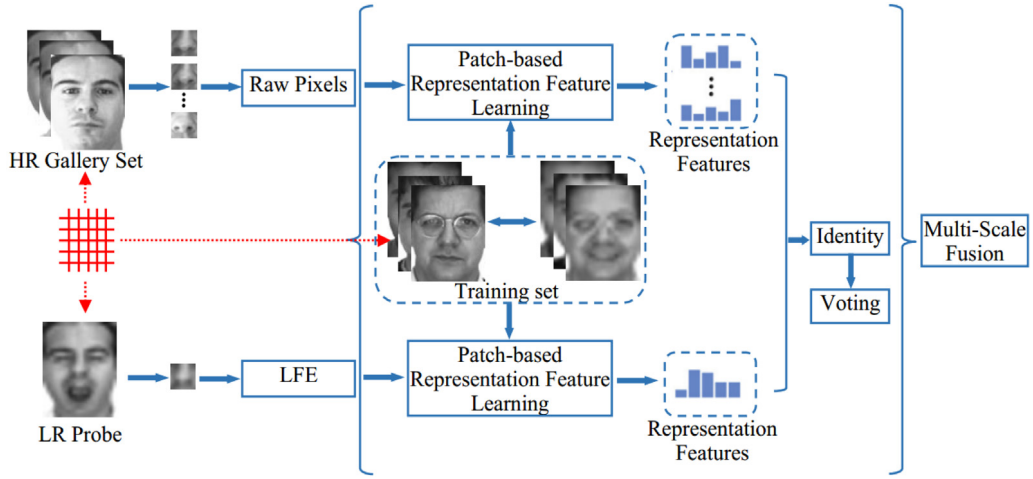 HR Gallery Set
Raw Pixels
Patch-based
Representation Feature
Learning
Representation
Features
Training set
LR Probe
LFE
Patch-based
Representation Feature
Learning
Representation
Features
Identity
Voting
Multi-Scale
Fusion